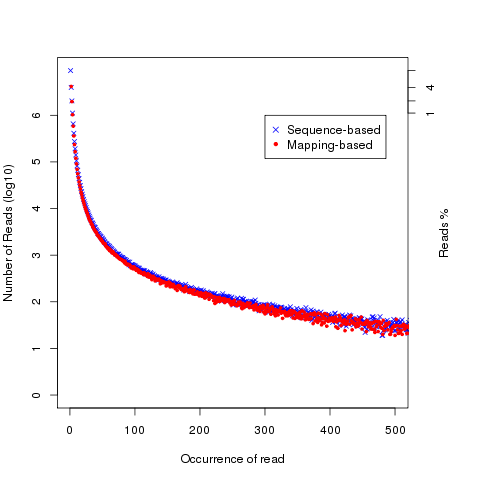 Number of Reads (log10)
6
5
4
3
2
1
0
Sequence-based
Mapping-based
4
1
Reads %
0 100 200 300 400 500
Occurrence of read